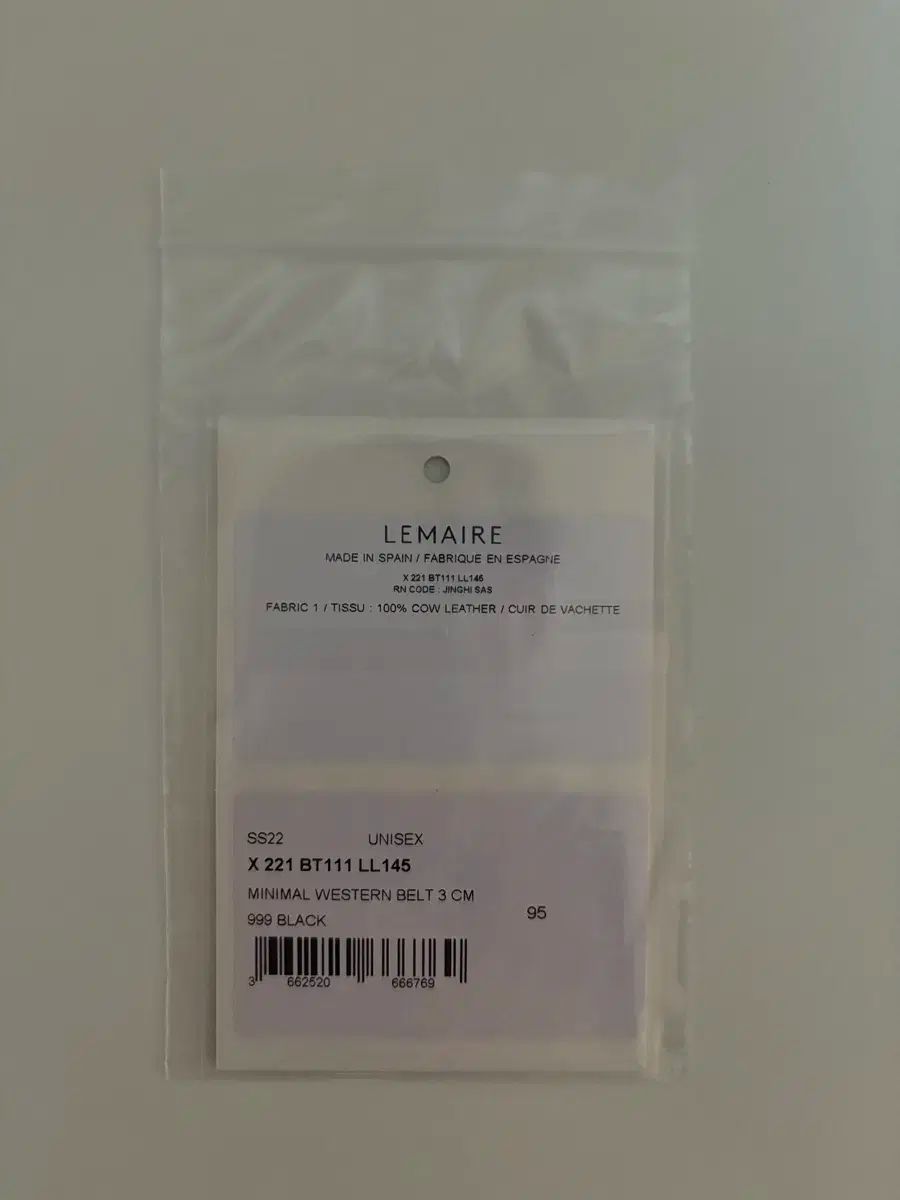 LEMAIRE
MADE IN SPAIN / FABRIQUE EN ESPAGNE
X 221 BT111 LL145
RN CODE : JINGHI SAS
FABRIC 1 / TISSU : 100% COW LEATHER / CUIR DE VACHETTE
SS22 UNISEX
X 221 BT111 LL145
MINIMAL WESTERN BELT 3 CM
999 BLACK
95
3 662520 666769